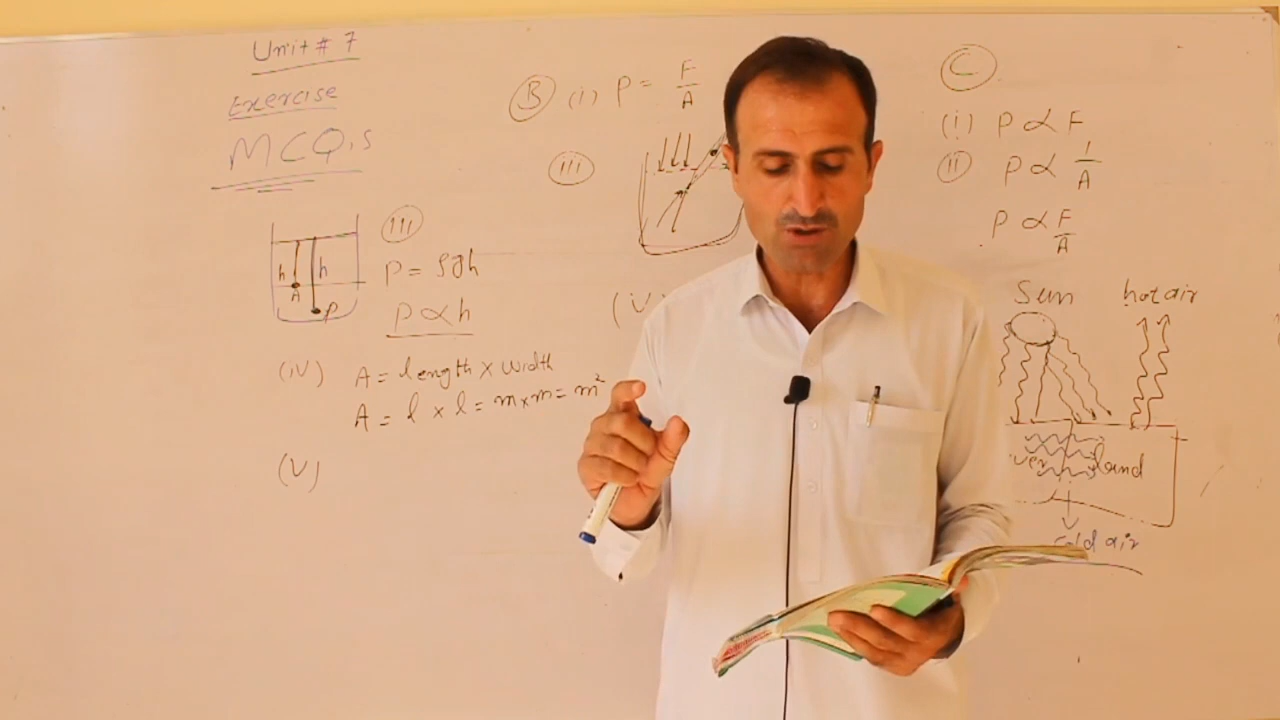 Unit # 7
Exercise
MCQ,s
(III)
h h
A
P
P = ρgh
P ∝ h
(iv) A = length × width
A = l × l = m × m = m²
(V)
(B) (i) P = F/A
(III)
(iv
(C)
(i) P ∝ F
(II) P ∝ 1/A
P ∝ F/A
Sun hot air
land
cold air